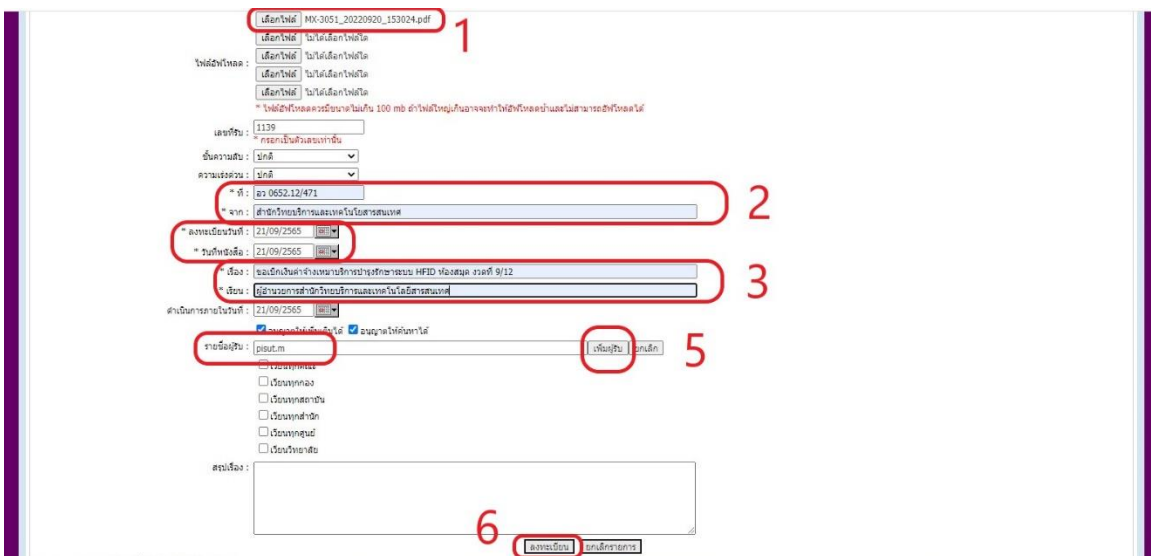 เลือกไฟล์ MX-3051_20220920_153024.pdf
1
เลือกไฟล์ ไม่ได้เลือกไฟล์ใด
ไฟล์อัพโหลด : เลือกไฟล์ ไม่ได้เลือกไฟล์ใด
เลือกไฟล์ ไม่ได้เลือกไฟล์ใด
เลือกไฟล์ ไม่ได้เลือกไฟล์ใด
* ไฟล์อัพโหลดควรมีขนาดไม่เกิน 100 mb ถ้าไฟล์ใหญ่เกินอาจจะทำให้อัพโหลดช้าและไม่สามารถอัพโหลดได้
เลขที่รับ : 1139
* กรอกเป็นตัวเลขเท่านั้น
ชั้นความลับ : ปกติ
ความเร่งด่วน : ปกติ
* ที่ : อว 0652.12/471
2
* จาก : สำนักวิทยบริการและเทคโนโยสารสนเทศ
* ลงทะเบียนวันที่ : 21/09/2565
* วันที่หนังสือ : 21/09/2565
* เรื่อง : ขอเบิกเงินค่าจ้างเหมาบริการบำรุงรักษาระบบ HFID ห้องสมุด งวดที่ 9/12
3
* เรียน : ผู้อำนวยการสำนักวิทยบริการและเทคโนโลยีสารสนเทศ
ดำเนินการภายในวันที่ : 21/09/2565
อนุญาตให้ค้นหาได้
รายชื่อผู้รับ : pisut.m เพิ่มผู้รับ ยกเลิก 5
เวียนทุกคณะ
เวียนทุกกอง
เวียนทุกสถาบัน
เวียนทุกสำนัก
เวียนทุกศูนย์
เวียนวิทยาลัย
สรุปเรื่อง :
6
ลงทะเบียน ยกเลิกรายการ